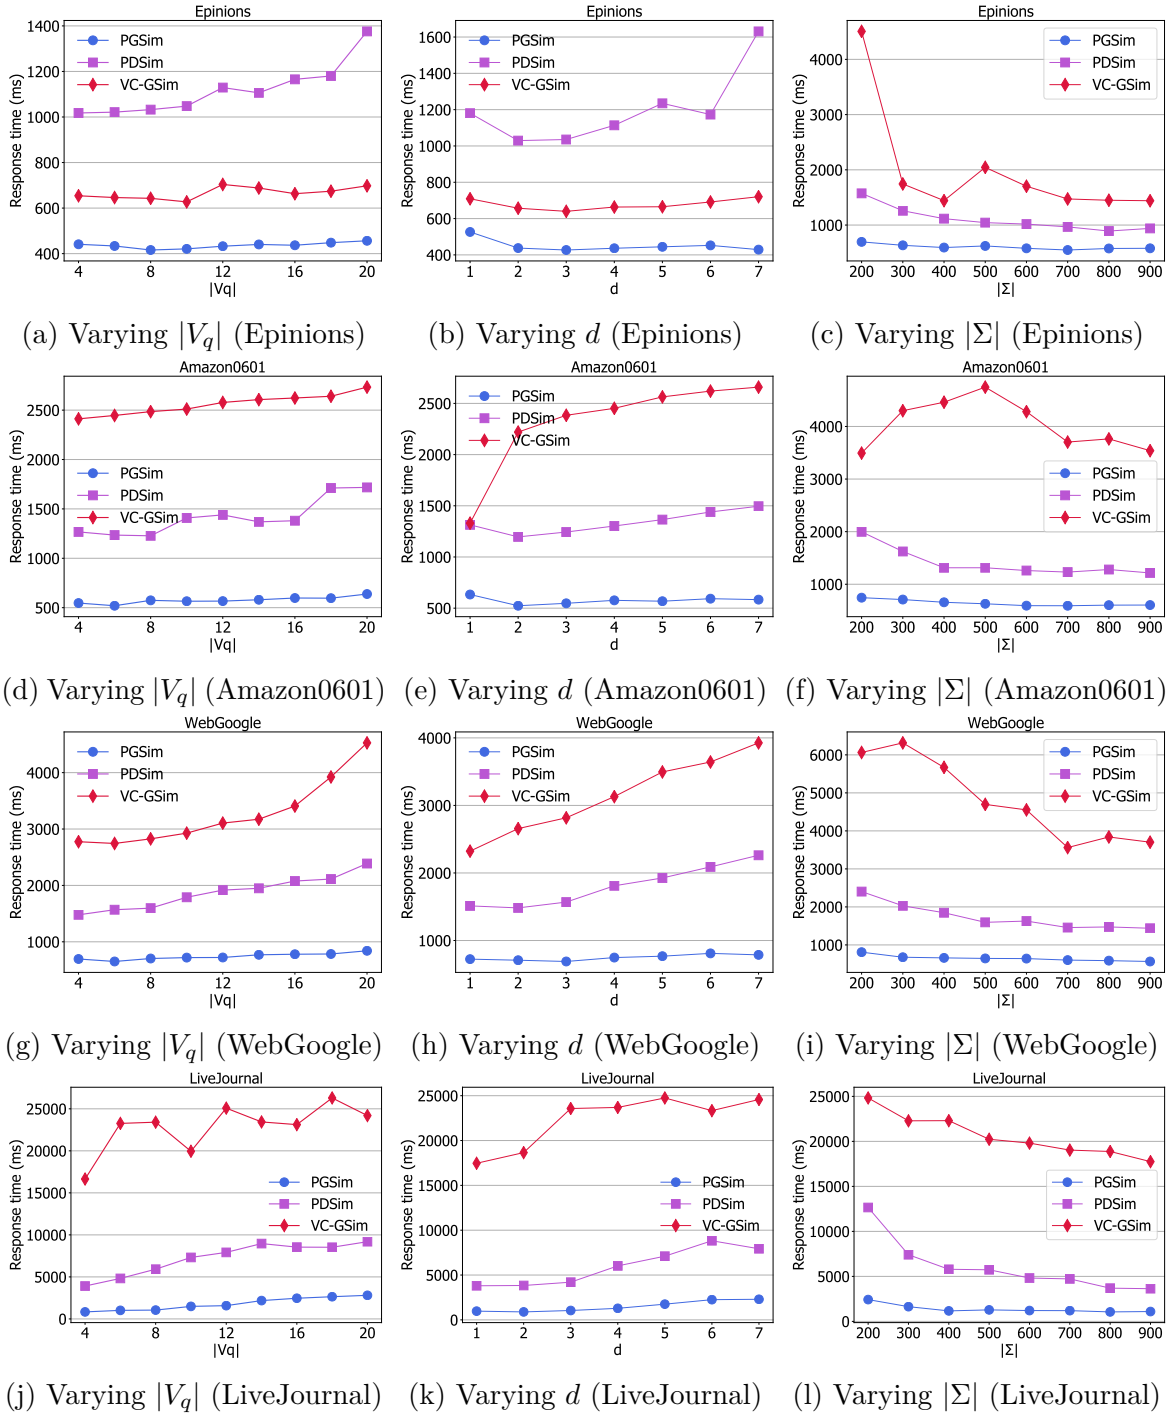 Epinions
1400
1200
1000
800
600
400
Response time (ms)
PGSim
PDSim
VC-GSim
4 8 12 16 20
|Vq|
(a) Varying |V_q| (Epinions)
Epinions
1600
1400
1200
1000
800
600
400
Response time (ms)
PGSim
PDSim
VC-GSim
1 2 3 4 5 6 7
d
(b) Varying d (Epinions)
Epinions
4000
3000
2000
1000
Response time (ms)
PGSim
PDSim
VC-GSim
200 300 400 500 600 700 800 900
|Σ|
(c) Varying |Σ| (Epinions)
Amazon0601
2500
2000
1500
1000
500
Response time (ms)
PGSim
PDSim
VC-GSim
4 8 12 16 20
|Vq|
(d) Varying |V_q| (Amazon0601)
Amazon0601
2500
2000
1500
1000
500
Response time (ms)
PGSim
PDSim
VC-GSim
1 2 3 4 5 6 7
d
(e) Varying d (Amazon0601)
Amazon0601
4000
3000
2000
1000
Response time (ms)
PGSim
PDSim
VC-GSim
200 300 400 500 600 700 800 900
|Σ|
(f) Varying |Σ| (Amazon0601)
WebGoogle
4000
3000
2000
1000
Response time (ms)
PGSim
PDSim
VC-GSim
4 8 12 16 20
|Vq|
(g) Varying |V_q| (WebGoogle)
WebGoogle
4000
3000
2000
1000
Response time (ms)
PGSim
PDSim
VC-GSim
1 2 3 4 5 6 7
d
(h) Varying d (WebGoogle)
WebGoogle
6000
5000
4000
3000
2000
1000
Response time (ms)
PGSim
PDSim
VC-GSim
200 300 400 500 600 700 800 900
|Σ|
(i) Varying |Σ| (WebGoogle)
LiveJournal
25000
20000
15000
10000
5000
0
Response time (ms)
PGSim
PDSim
VC-GSim
4 8 12 16 20
|Vq|
(j) Varying |V_q| (LiveJournal)
LiveJournal
25000
20000
15000
10000
5000
0
Response time (ms)
PGSim
PDSim
VC-GSim
1 2 3 4 5 6 7
d
(k) Varying d (LiveJournal)
LiveJournal
25000
20000
15000
10000
5000
0
Response time (ms)
PGSim
PDSim
VC-GSim
200 300 400 500 600 700 800 900
|Σ|
(l) Varying |Σ| (LiveJournal)